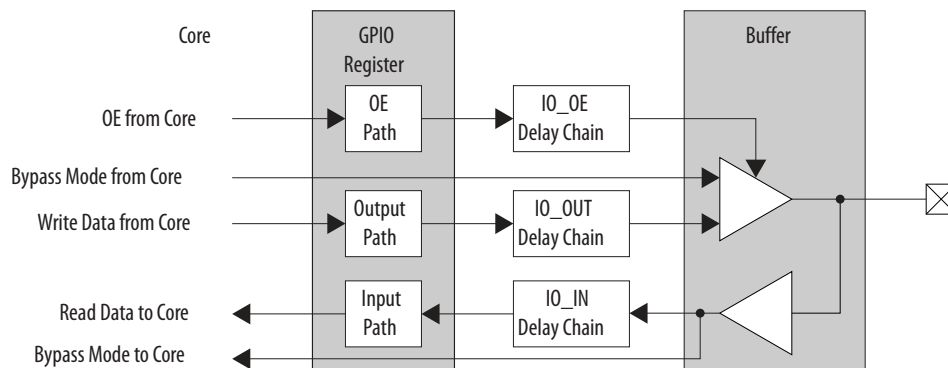 Core
GPIO
Register
Buffer
OE from Core
OE
Path
IO_OE
Delay Chain
Bypass Mode from Core
Write Data from Core
Output
Path
IO_OUT
Delay Chain
Read Data to Core
Input
Path
IO_IN
Delay Chain
Bypass Mode to Core